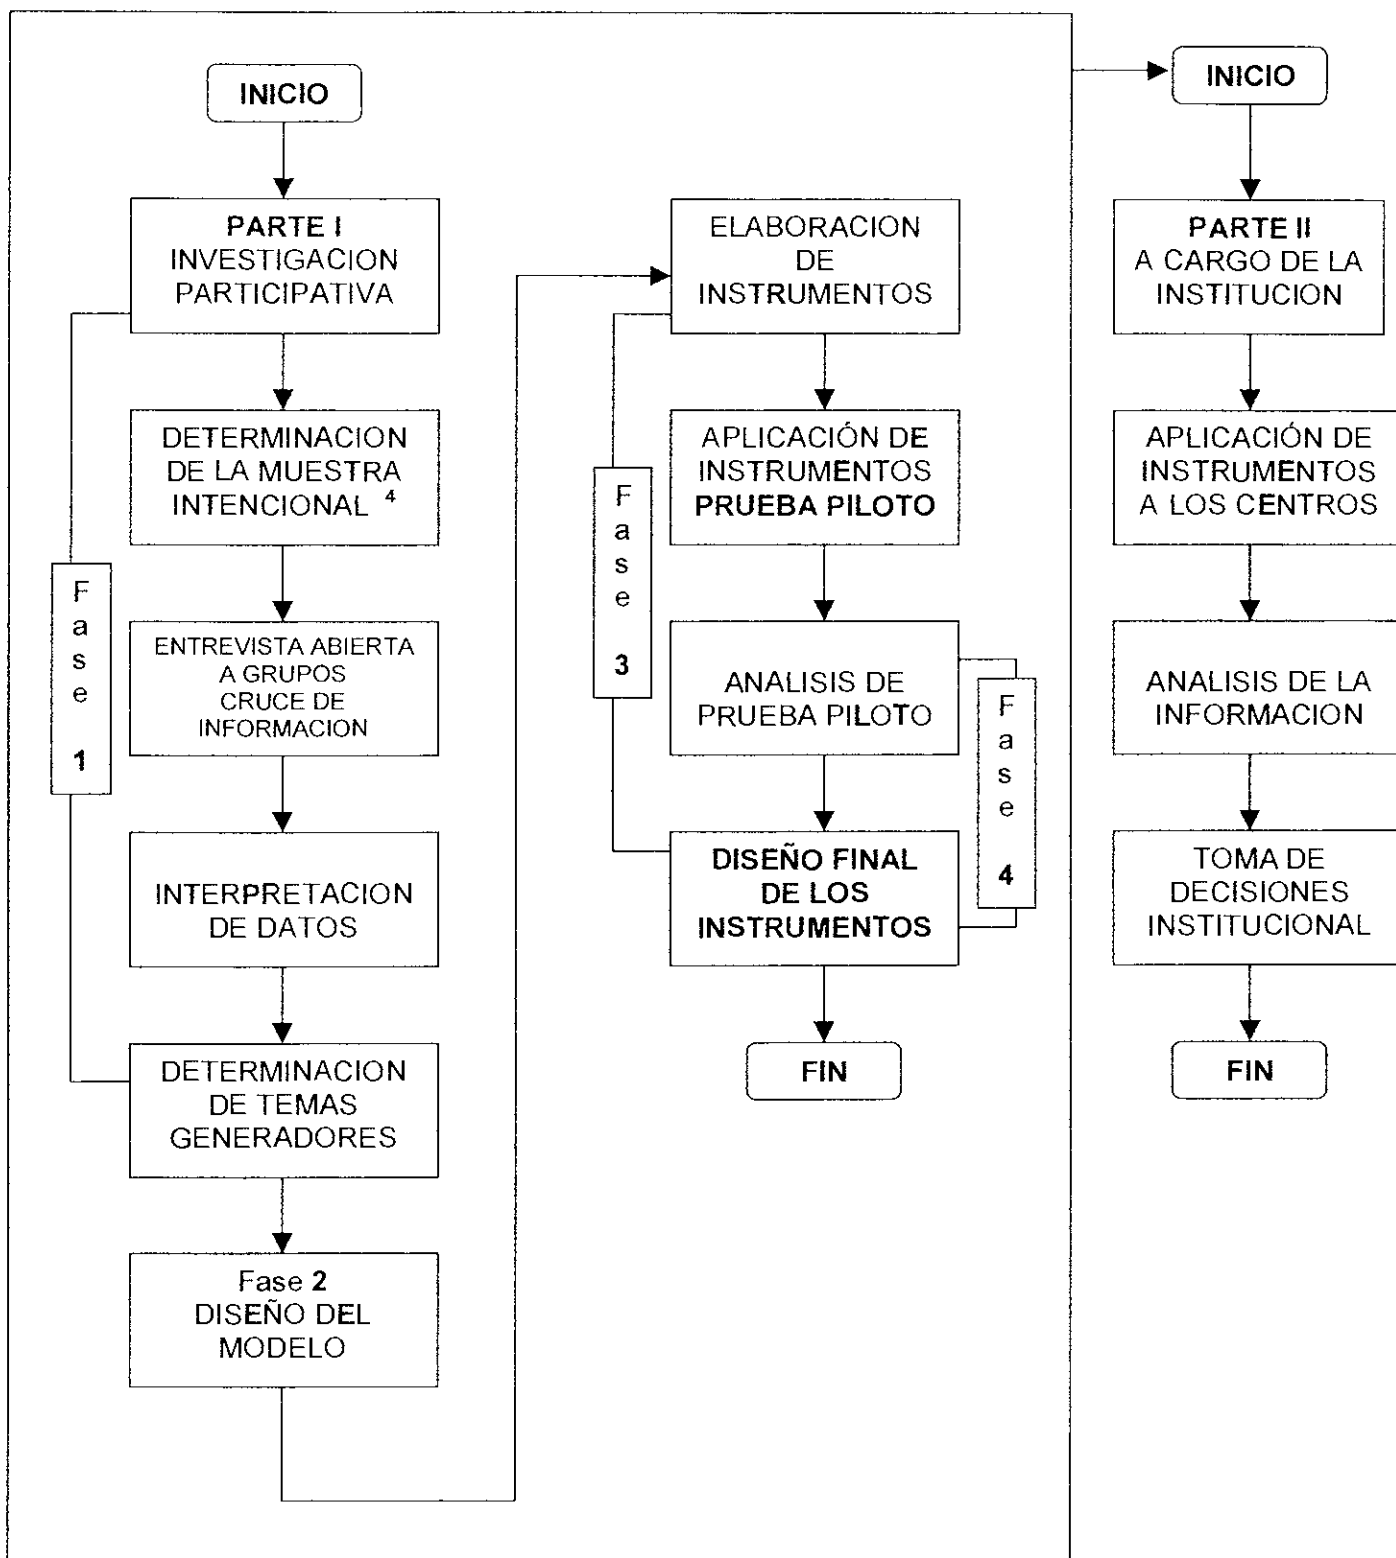 INICIO
PARTE I
INVESTIGACION
PARTICIPATIVA
DETERMINACION
DE LA MUESTRA
INTENCIONAL 4
ENTREVISTA ABIERTA
A GRUPOS
CRUCE DE
INFORMACION
INTERPRETACION
DE DATOS
DETERMINACION
DE TEMAS
GENERADORES
Fase 1
Fase 2
DISEÑO DEL
MODELO
ELABORACION
DE
INSTRUMENTOS
APLICACIÓN DE
INSTRUMENTOS
PRUEBA PILOTO
ANALISIS DE
PRUEBA PILOTO
DISEÑO FINAL
DE LOS
INSTRUMENTOS
Fase 3
Fase 4
FIN
INICIO
PARTE II
A CARGO DE LA
INSTITUCION
APLICACIÓN DE
INSTRUMENTOS
A LOS CENTROS
ANALISIS DE LA
INFORMACION
TOMA DE
DECISIONES
INSTITUCIONAL
FIN